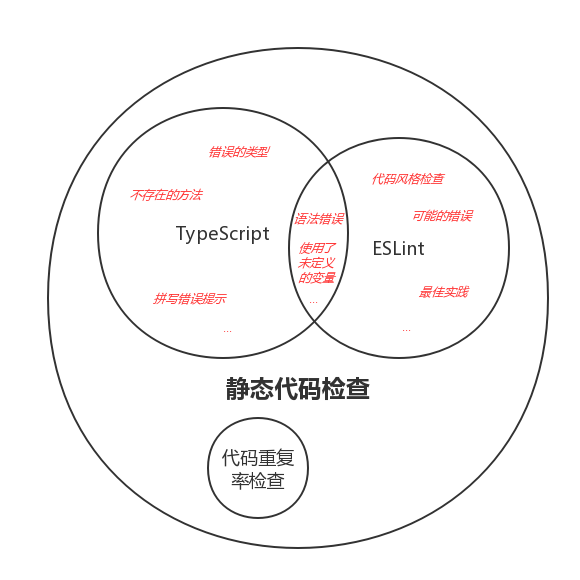 错误的类型
不存在的方法
TypeScript
拼写错误提示
...
语法错误
使用了
未定义
的变量
...
代码风格检查
可能的错误
ESLint
最佳实践
...
静态代码检查
代码重复
率检查